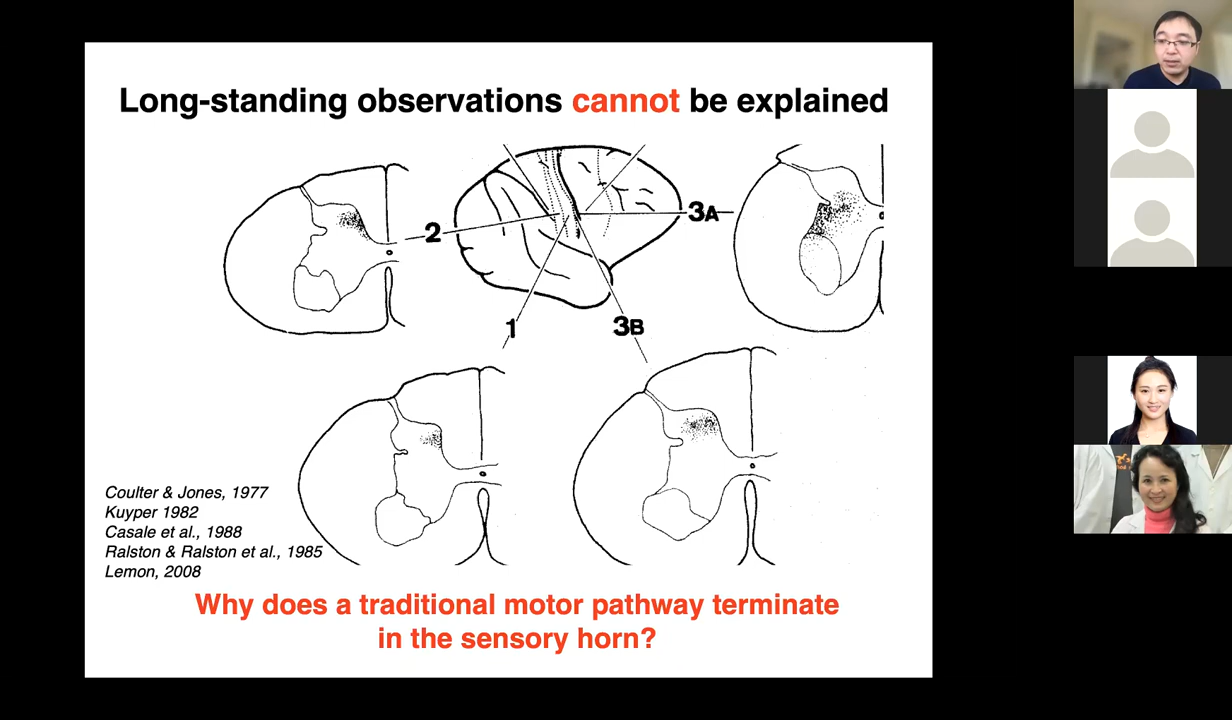 Long-standing observations cannot be explained
2
3A
1
3B
Coulter & Jones, 1977
Kuyper 1982
Casale et al., 1988
Ralston & Ralston et al., 1985
Lemon, 2008
Why does a traditional motor pathway terminate
in the sensory horn?